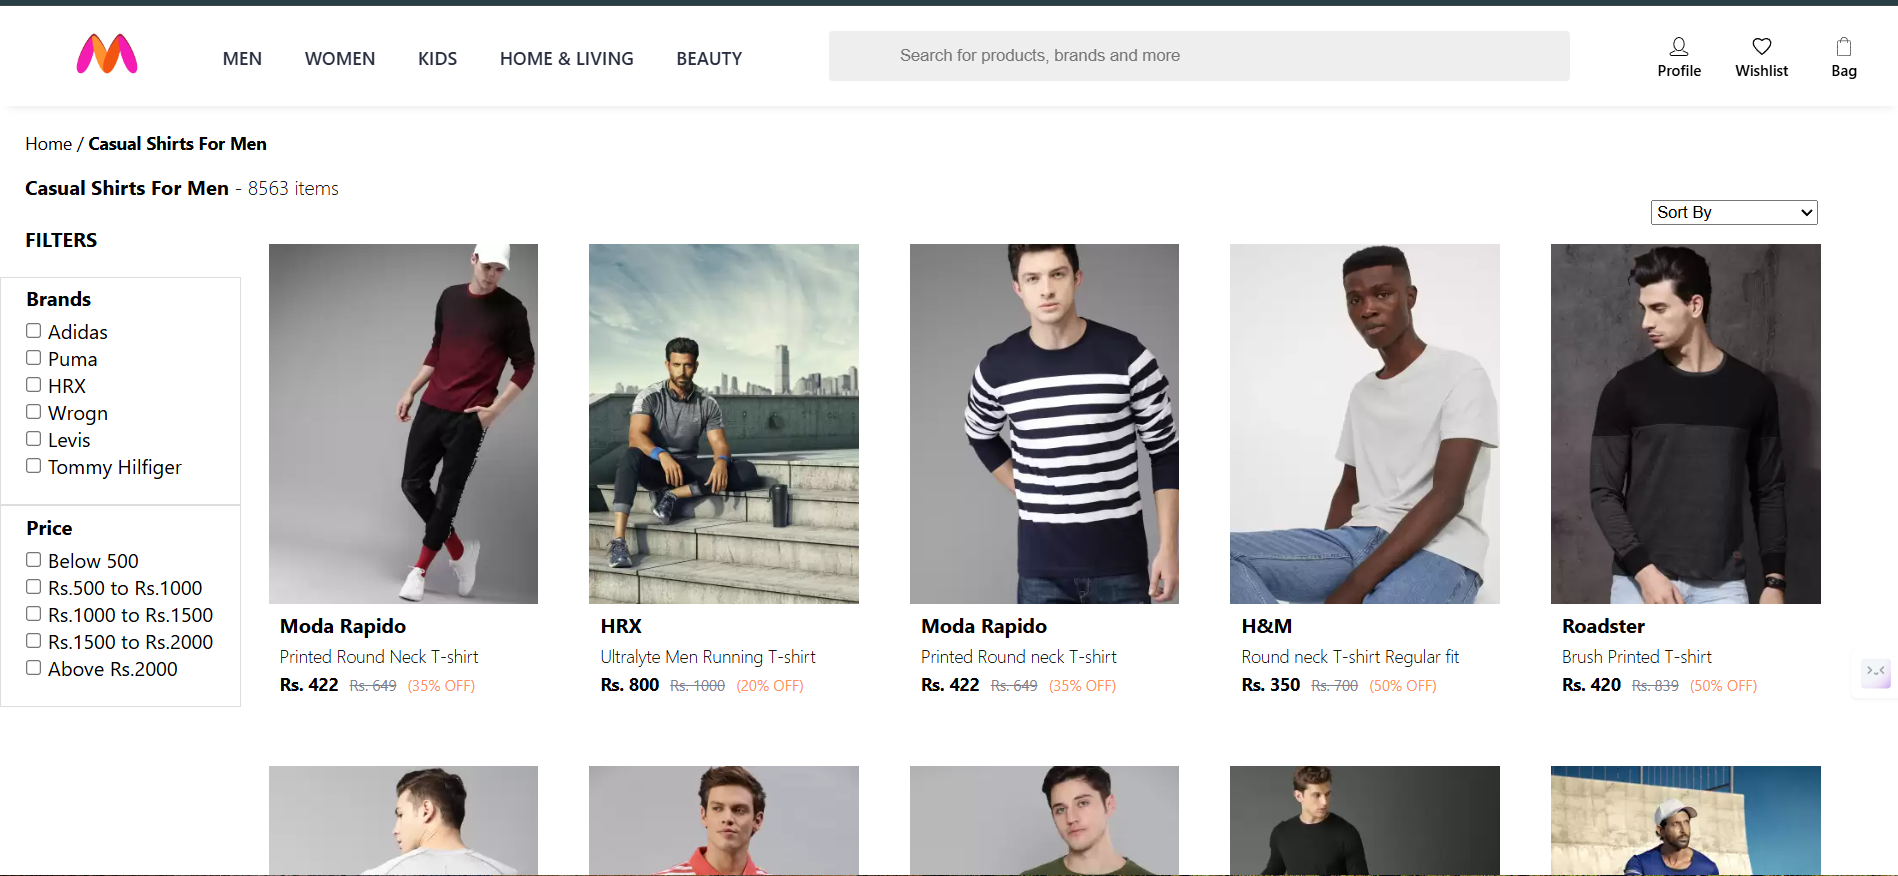 MEN WOMEN KIDS HOME & LIVING BEAUTY
Search for products, brands and more
Profile Wishlist Bag
Home / Casual Shirts For Men
Casual Shirts For Men - 8563 items
Sort By
FILTERS
Brands
Adidas
Puma
HRX
Wrogn
Levis
Tommy Hilfiger
Price
Below 500
Rs.500 to Rs.1000
Rs.1000 to Rs.1500
Rs.1500 to Rs.2000
Above Rs.2000
Moda Rapido
Printed Round Neck T-shirt
Rs. 422 Rs. 649 (35% OFF)
HRX
Ultralyte Men Running T-shirt
Rs. 800 Rs. 1000 (20% OFF)
Moda Rapido
Printed Round neck T-shirt
Rs. 422 Rs. 649 (35% OFF)
H&M
Round neck T-shirt Regular fit
Rs. 350 Rs. 700 (50% OFF)
Roadster
Brush Printed T-shirt
Rs. 420 Rs. 839 (50% OFF)